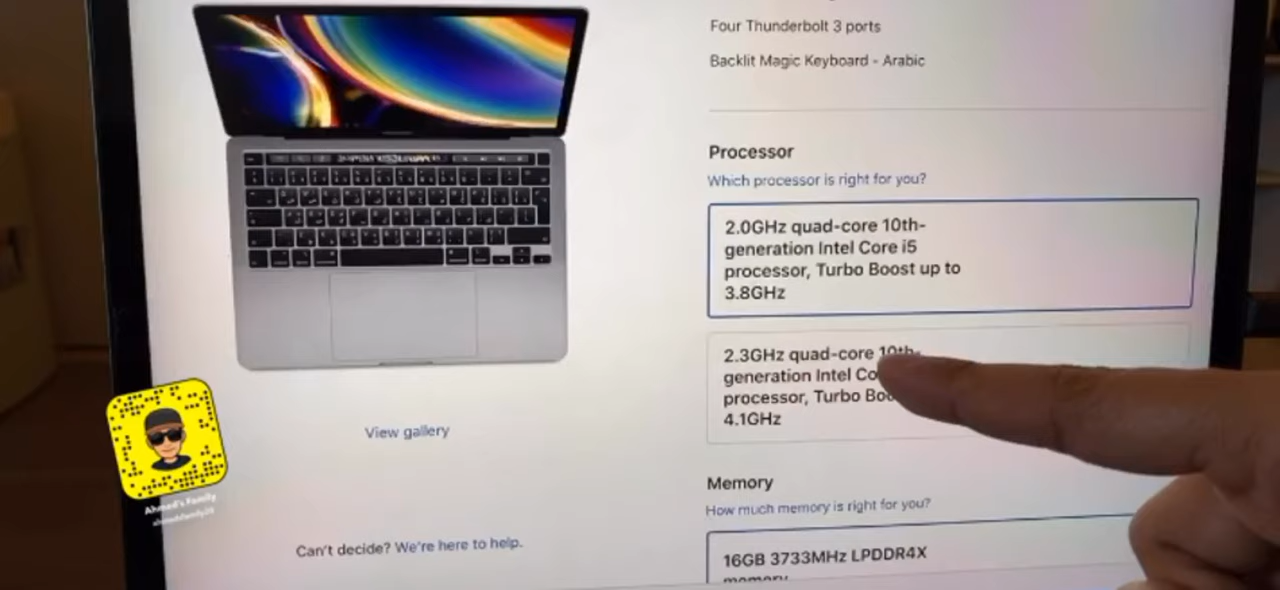 Four Thunderbolt 3 ports
Backlit Magic Keyboard - Arabic
Processor
Which processor is right for you?
2.0GHz quad-core 10th-
generation Intel Core i5
processor, Turbo Boost up to
3.8GHz
2.3GHz quad-core 10th-
generation Intel
processor, Turbo
4.1GHz
View gallery
Ahmed's Family
Memory
How much memory is right for you?
Can't decide? We're here to help.
16GB 3733MHz LPDDR4X
memory